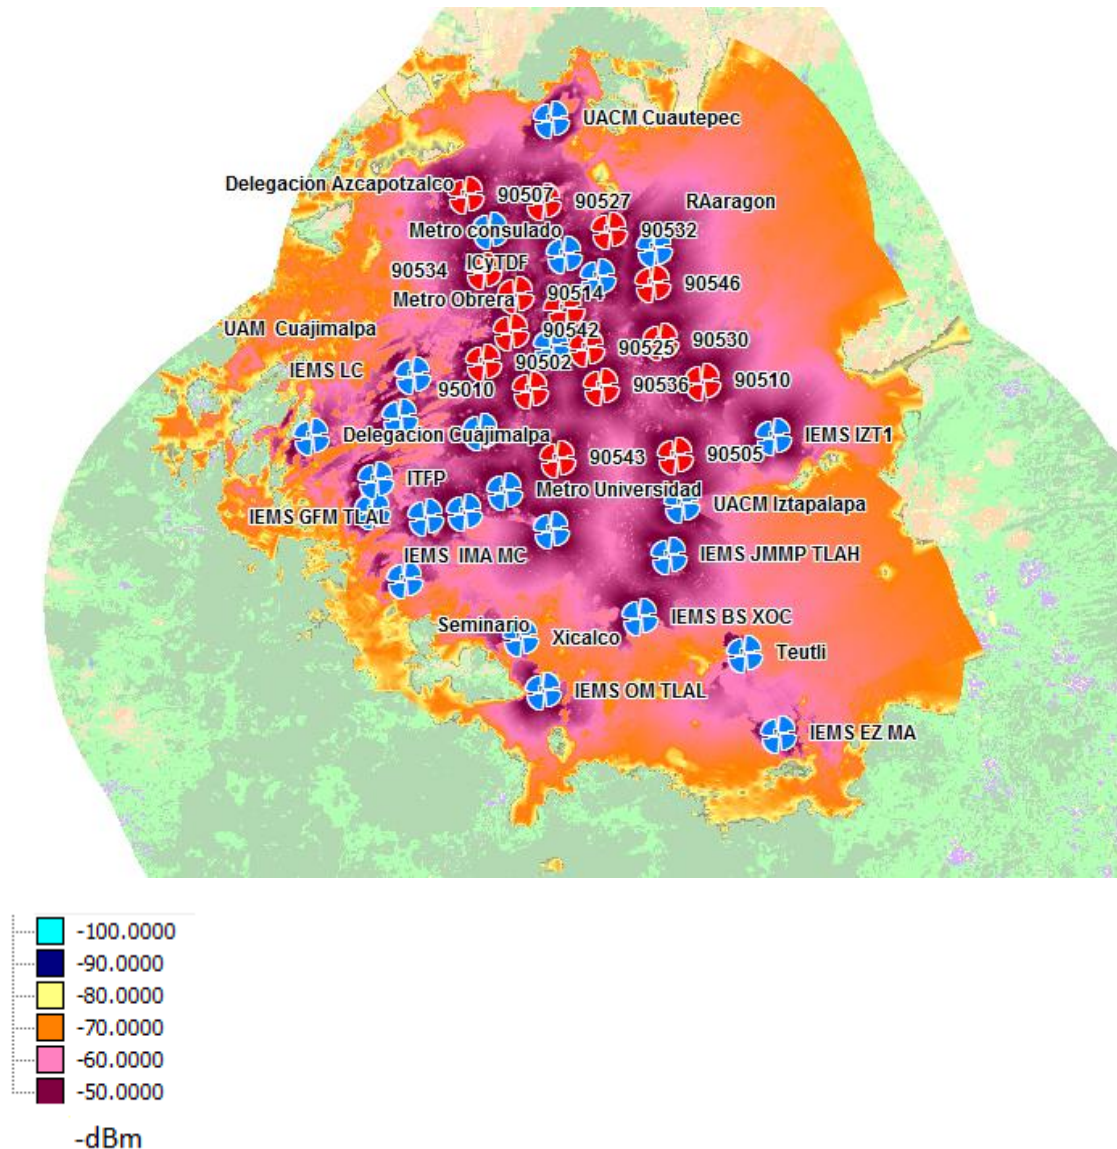 UACM Cuautepec
Delegacion Azcapotzalco
90507
90527
RAaragon
Metro consulado
90532
90534
ICyTDF
90546
Metro Obrera
90514
UAM Cuajimalpa
90542
90530
90525
IEMS LC
90502
95010
90536
90510
Delegacion Cuajimalpa
IEMS IZT1
90543
90505
ITFP
Metro Universidad
UACM Iztapalapa
IEMS GFM TLAL
IEMS IMA MC
IEMS JMMP TLAH
IEMS BS XOC
Seminario
Xicalco
Teutli
IEMS OM TLAL
IEMS EZ MA
-100.0000
-90.0000
-80.0000
-70.0000
-60.0000
-50.0000
-dBm